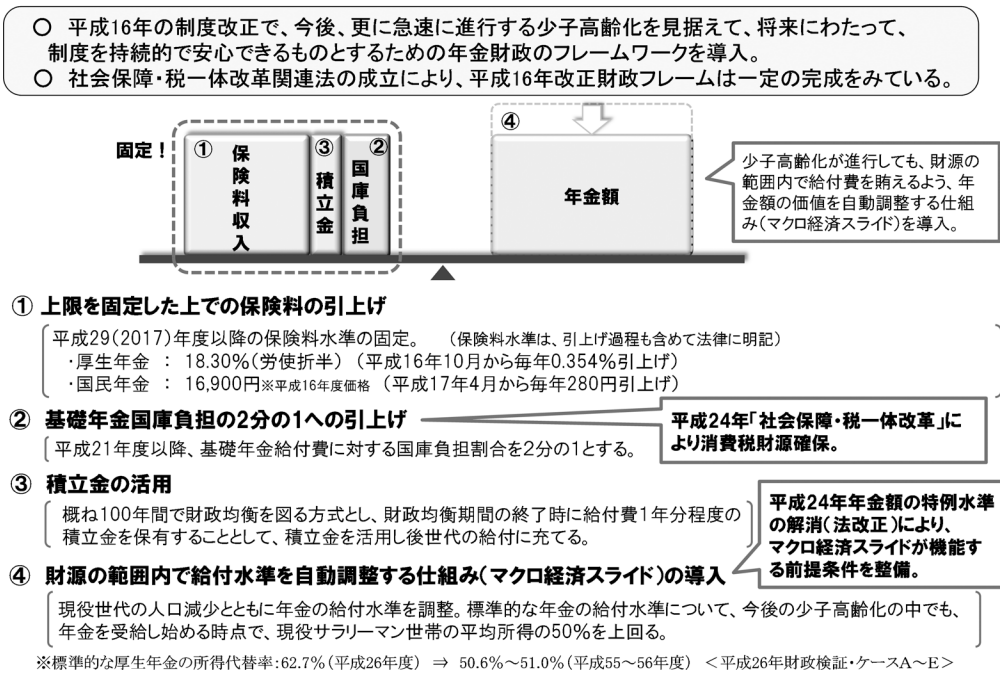 ○ 平成16年の制度改正で、今後、更に急速に進行する少子高齢化を見据えて、将来にわたって、
制度を持続的で安心できるものとするための年金財政のフレームワークを導入。
○ 社会保障・税一体改革関連法の成立により、平成16年改正財政フレームは一定の完成をみている。
固定！
① 保険料収入
③ 積立金
② 国庫負担
④
年金額
少子高齢化が進行しても、財源の
範囲内で給付費を賄えるよう、年
金額の価値を自動調整する仕組
み（マクロ経済スライド）を導入。
① 上限を固定した上での保険料の引上げ
平成29（2017）年度以降の保険料水準の固定。 （保険料水準は、引上げ過程も含めて法律に明記）
・厚生年金 ： 18.30％（労使折半） （平成16年10月から毎年0.354％引上げ）
・国民年金 ： 16,900円※平成16年度価格 （平成17年4月から毎年280円引上げ）
② 基礎年金国庫負担の2分の1への引上げ
平成21年度以降、基礎年金給付費に対する国庫負担割合を2分の1とする。
平成24年「社会保障・税一体改革」に
より消費税財源確保。
③ 積立金の活用
概ね100年間で財政均衡を図る方式とし、財政均衡期間の終了時に給付費1年分程度の
積立金を保有することとして、積立金を活用し後世代の給付に充てる。
平成24年年金額の特例水準
の解消（法改正）により、
マクロ経済スライドが機能す
る前提条件を整備。
④ 財源の範囲内で給付水準を自動調整する仕組み（マクロ経済スライド）の導入
現役世代の人口減少とともに年金の給付水準を調整。標準的な年金の給付水準について、今後の少子高齢化の中でも、
年金を受給し始める時点で、現役サラリーマン世帯の平均所得の50％を上回る。
※標準的な厚生年金の所得代替率：62.7％（平成26年度） ⇒ 50.6％～51.0％（平成55～56年度） ＜平成26年財政検証・ケースA～E＞